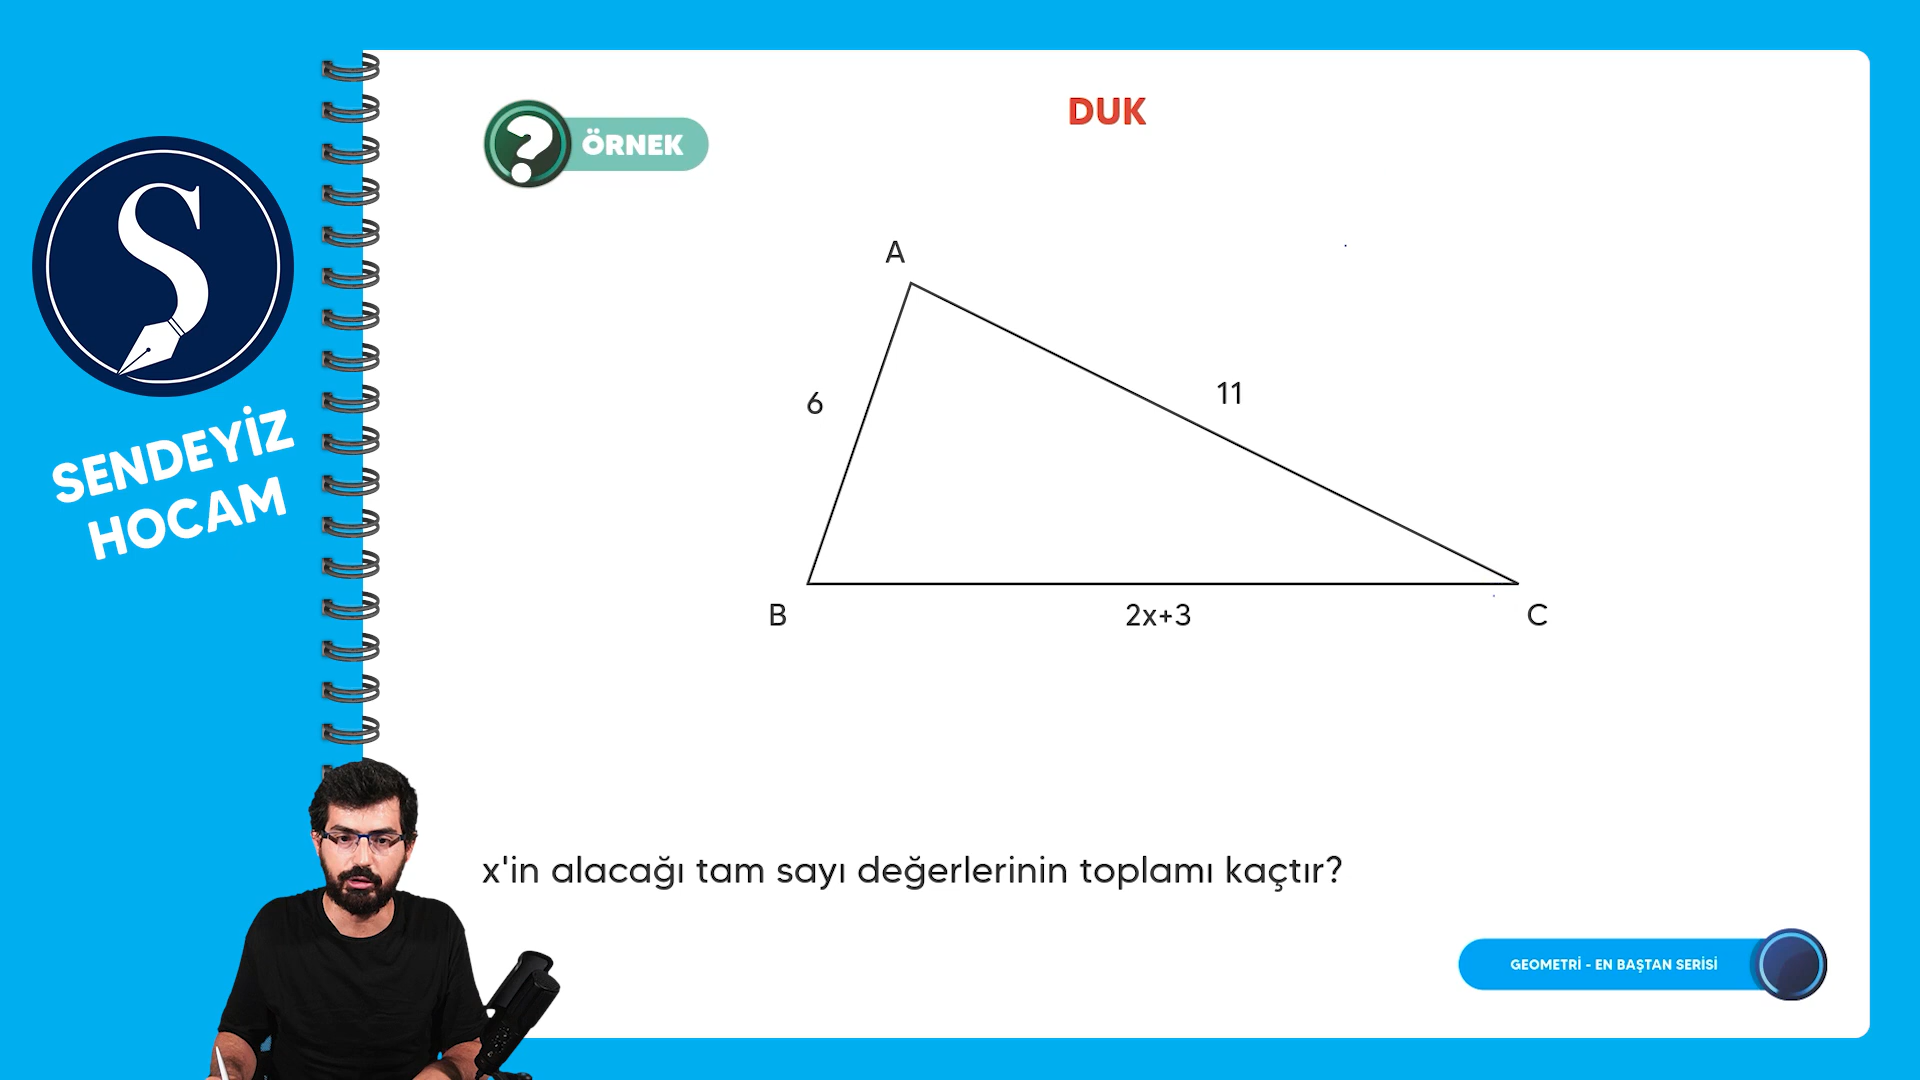 DUK
ÖRNEK
A
6
11
B
2x+3
C
x'in alacağı tam sayı değerlerinin toplamı kaçtır?
GEOMETRİ - EN BAŞTAN SERİSİ
S
SENDEYİZ
HOCAM